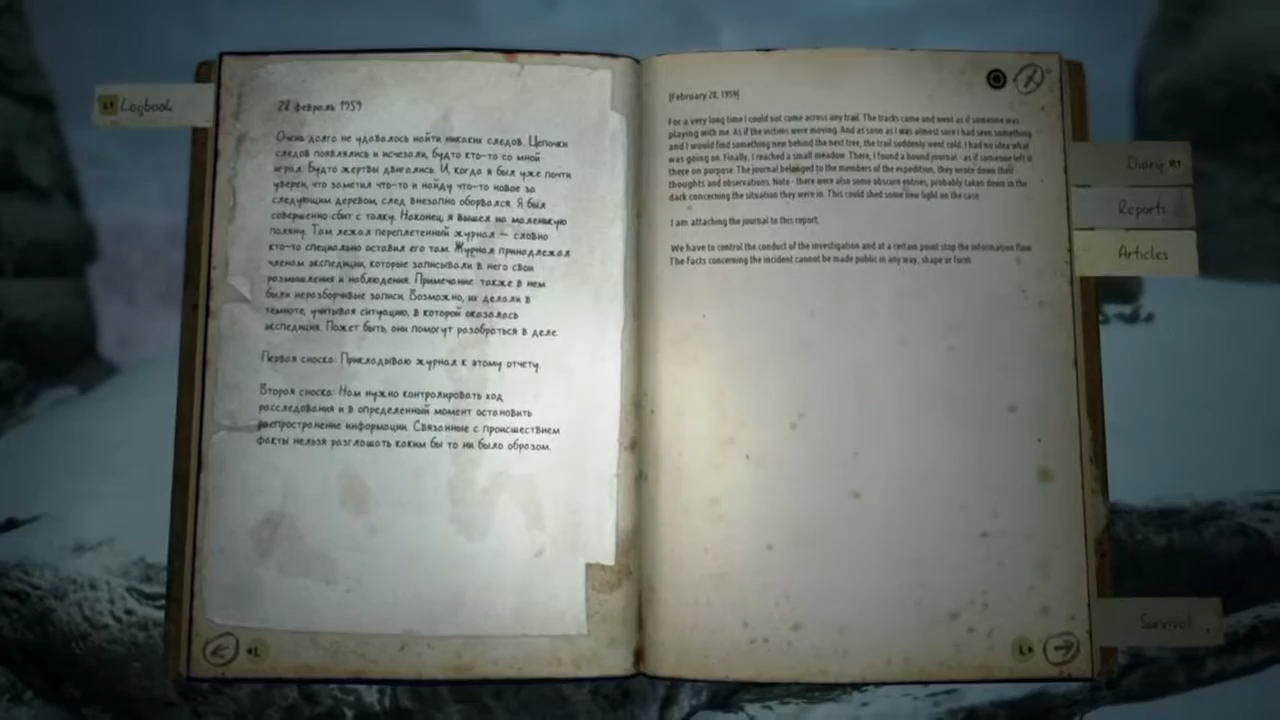 L1 Logbook
28 февраль 1959
Очень долго не удавалось найти никаких следов. Цепочки
следов появлялись и исчезали, будто кто-то со мной
играл. Будто жертвы двигались. И когда я был уже почти
уверен, что заметил что-то и найду что-то новое за
следующим деревом, след внезапно оборвался. Я был
совершенно сбит с толку. Наконец, я вышел на маленькую
поляну. Там лежал переплетенный журнал – словно
кто-то специально оставил его там. Журнал принадлежал
членам экспедиции, которые записывали в него свои
размышления и наблюдения. Примечание также в нем
были неразборчивые записи. Возможно, их делали в
темноте, учитывая ситуацию, в которой оказалась
экспедиция. Может быть, они помогут разобраться в деле.
Первая сноска: Прикладываю журнал к этому отчету.
Вторая сноска: Нам нужно контролировать ход
расследования и в определенный момент остановить
распространение информации. Связанные с происшествием
факты нельзя разглашать каким бы то ни было образом.
L
[February 28, 1959]
For a very long time I could not come across any trail. The tracks came and went as if someone was
playing with me. As if the victims were moving. And as soon as I was almost sure I had seen something
and I would find something new behind the next tree, the trail suddenly went cold. I had no idea what
was going on. Finally, I reached a small meadow. There, I found a bound journal - as if someone left it
there on purpose. The journal belonged to the members of the expedition, they wrote down their
thoughts and observations. Note - there were also some obscure entries, probably taken down in the
dark concerning the situation they were in. This could shed some new light on the case.
I am attaching the journal to this report.
We have to control the conduct of the investigation and at a certain point stop the information flow.
The facts concerning the incident cannot be made public in any way, shape or form.
L
Diary R1
Reports
Articles
Survival